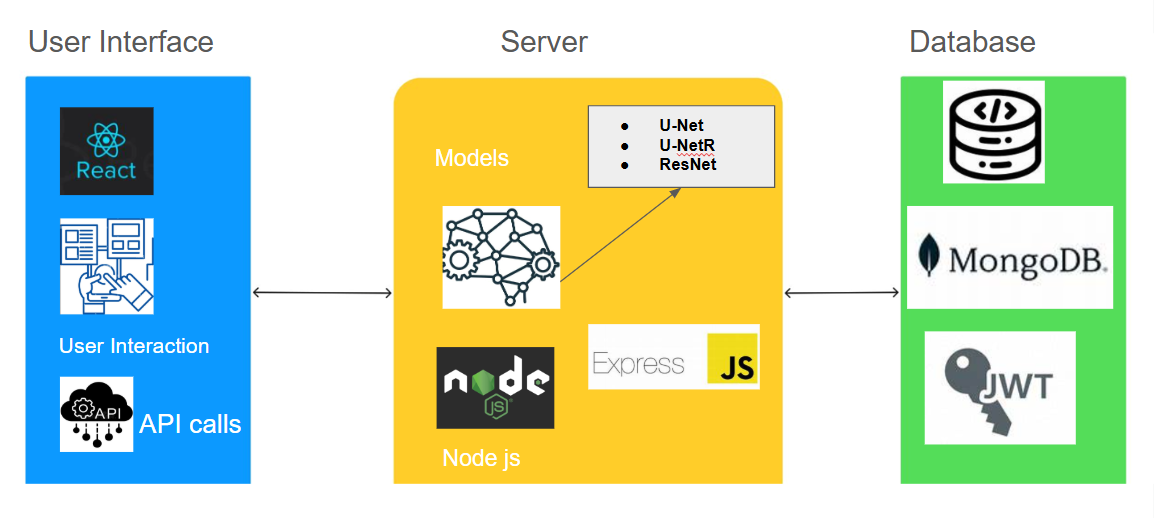 User Interface
Server
Database
React
User Interaction
API
API calls
Models
● U-Net
● U-NetR
● ResNet
node
JS
Node js
Express
JS
</>
MongoDB.
JWT